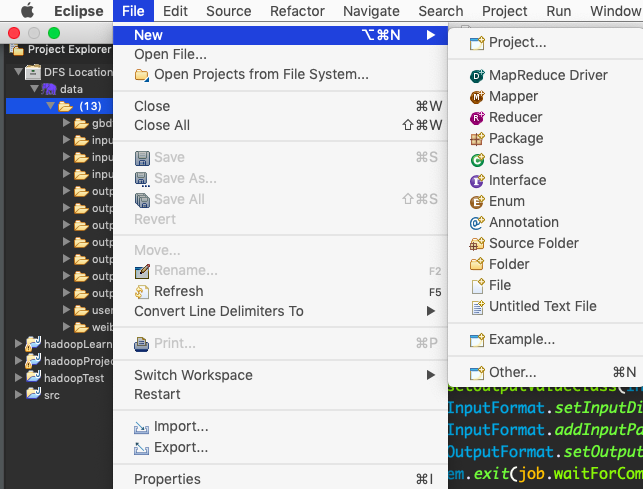 Eclipse File Edit Source Refactor Navigate Search Project Run Window
Project Explorer
DFS Location
data
(13)
gbd
inpu
inpu
inpu
outp
outp
outp
outp
outp
outp
outp
user
weib
hadoopLearn
hadoopProje
hadoopTest
src
New ⌥⌘N
Open File...
Open Projects from File System...
Close ⌘W
Close All ⇧⌘W
Save ⌘S
Save As...
Save All ⇧⌘S
Revert
Move...
Rename... F2
Refresh F5
Convert Line Delimiters To
Print... ⌘P
Switch Workspace
Restart
Import...
Export...
Properties ⌘I
Project...
MapReduce Driver
Mapper
Reducer
Package
Class
Interface
Enum
Annotation
Source Folder
Folder
File
Untitled Text File
Example...
Other... ⌘N
InputFormat.setInputDi
InputFormat.addInputPa
OutputFormat.setOutput
em.exit(job.waitForCom